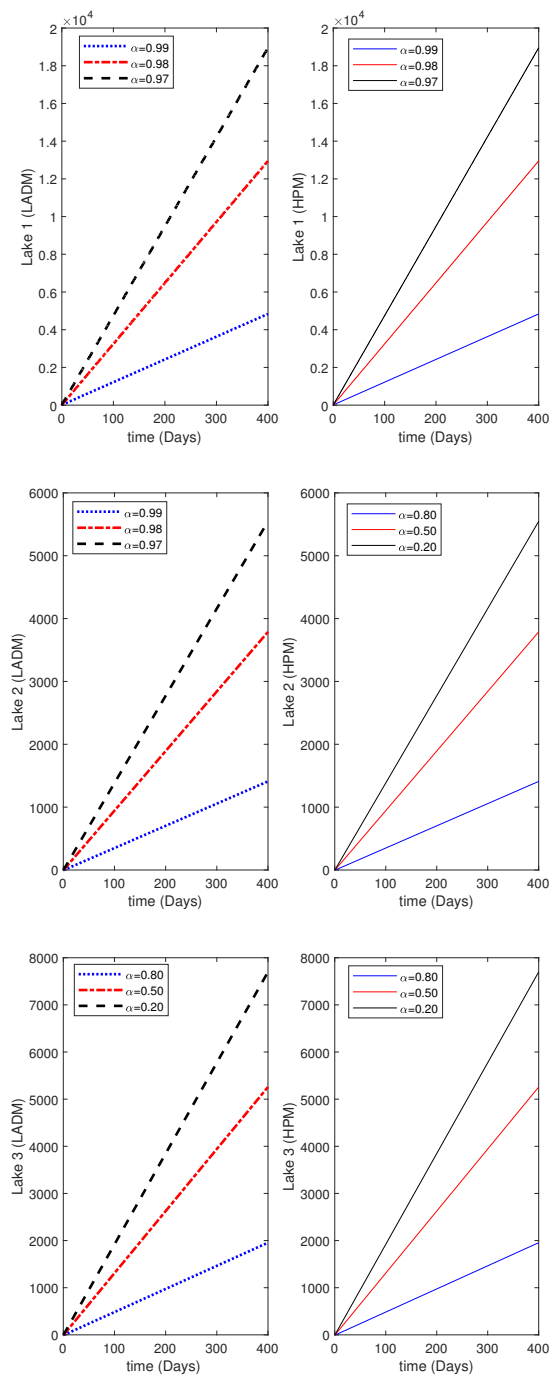 ×10^4
2
1.8
1.6
1.4
1.2
1
0.8
0.6
0.4
0.2
0
Lake 1 (LADM)
α=0.99
α=0.98
α=0.97
0 100 200 300 400
time (Days)
2
1.8
1.6
1.4
1.2
1
0.8
0.6
0.4
0.2
0
×10^4
Lake 1 (HPM)
α=0.99
α=0.98
α=0.97
0 100 200 300 400
time (Days)
6000
5000
4000
3000
2000
1000
0
Lake 2 (LADM)
α=0.99
α=0.98
α=0.97
0 100 200 300 400
time (Days)
6000
5000
4000
3000
2000
1000
0
Lake 2 (HPM)
α=0.80
α=0.50
α=0.20
0 100 200 300 400
time (Days)
8000
7000
6000
5000
4000
3000
2000
1000
0
Lake 3 (LADM)
α=0.80
α=0.50
α=0.20
0 100 200 300 400
time (Days)
8000
7000
6000
5000
4000
3000
2000
1000
0
Lake 3 (HPM)
α=0.80
α=0.50
α=0.20
0 100 200 300 400
time (Days)